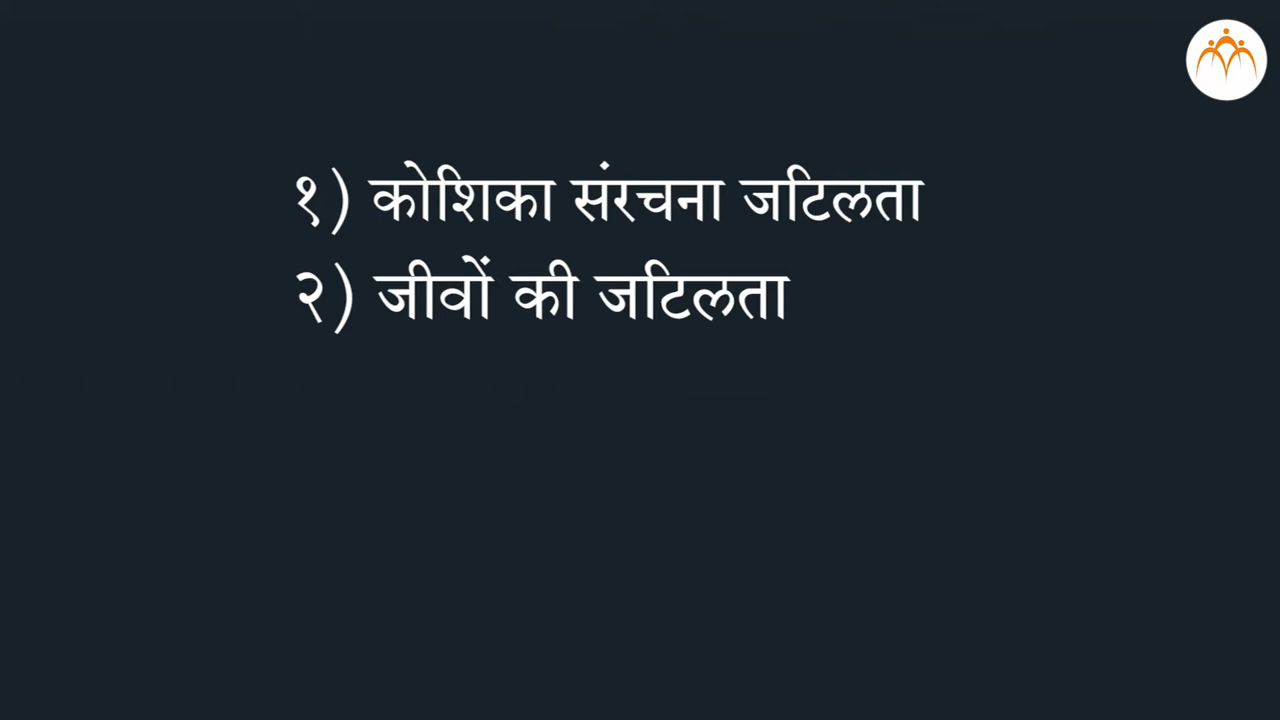 १) कोशिका संरचना जटिलता
२) जीवों की जटिलता